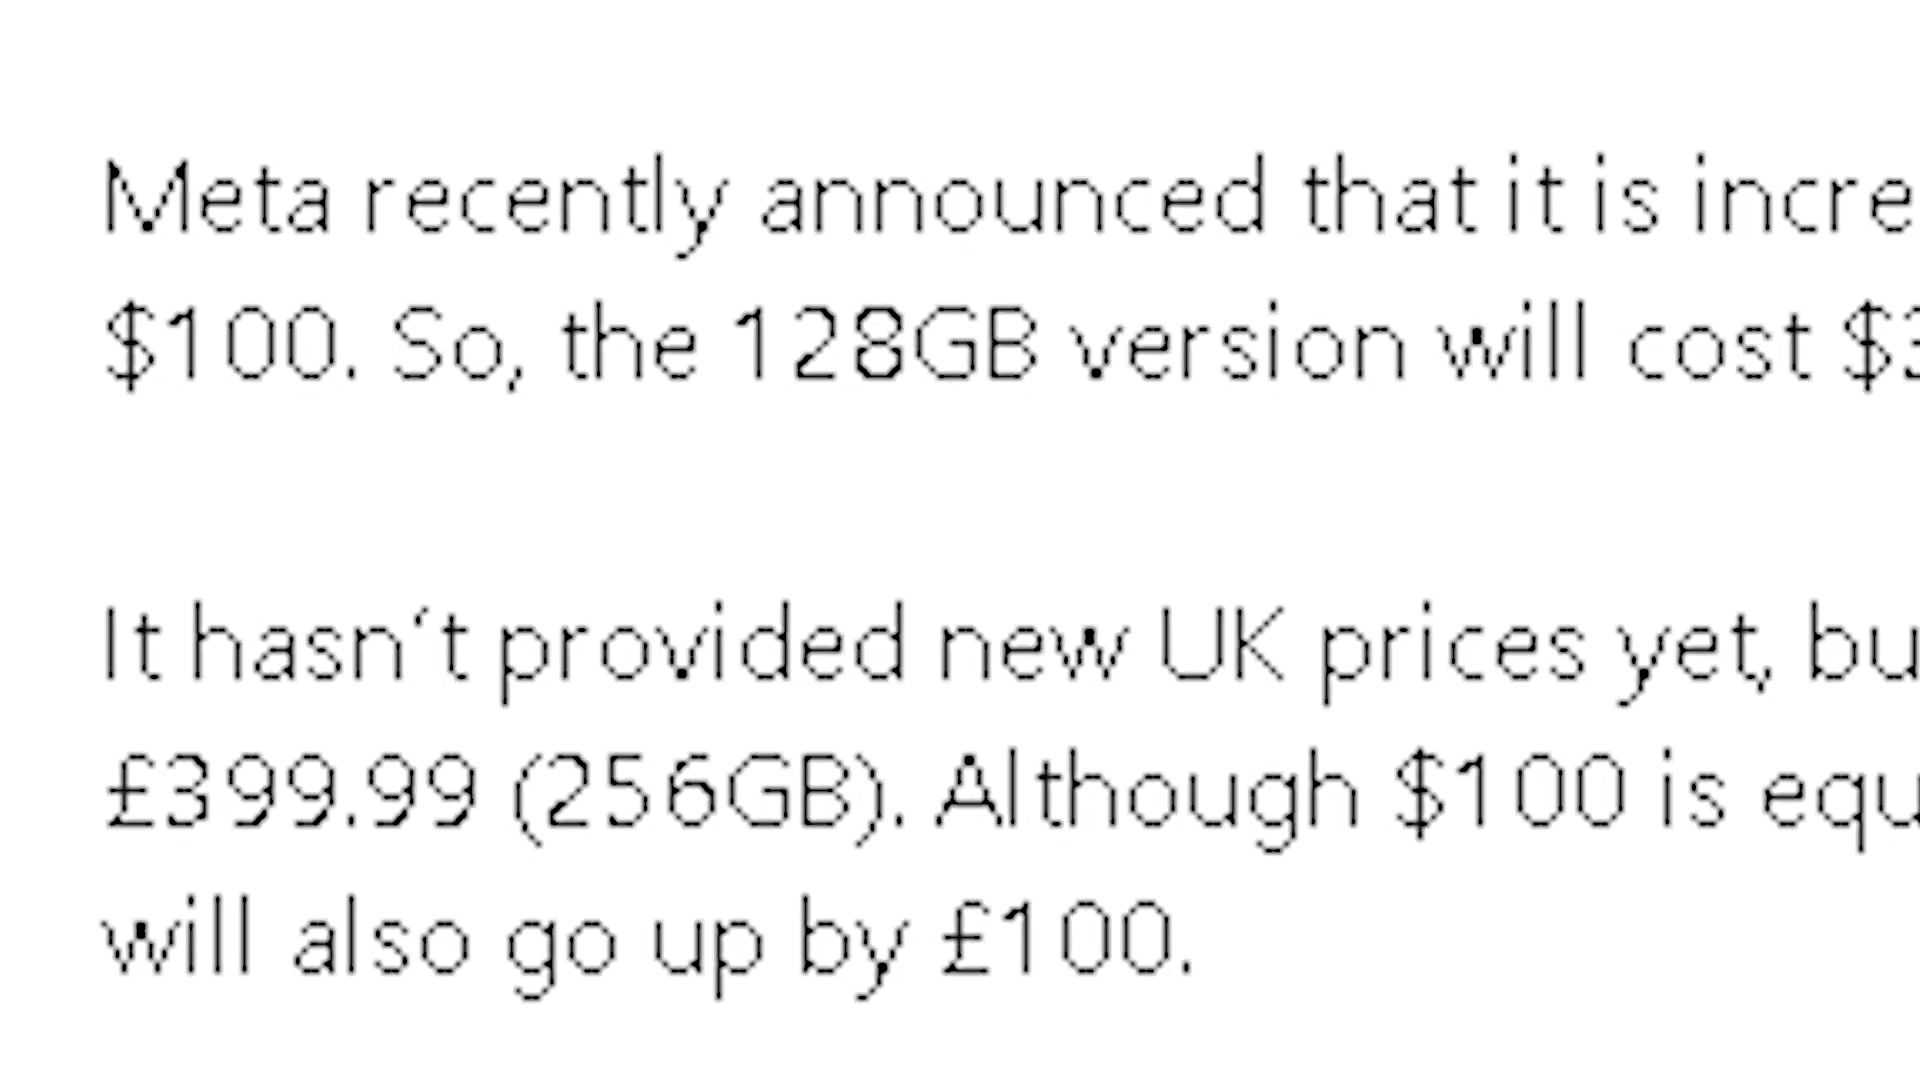 Meta recently announced that it is incre
$100. So, the 128GB version will cost $3
It hasn't provided new UK prices yet, bu
£399.99 (256GB). Although $100 is equ
will also go up by £100.